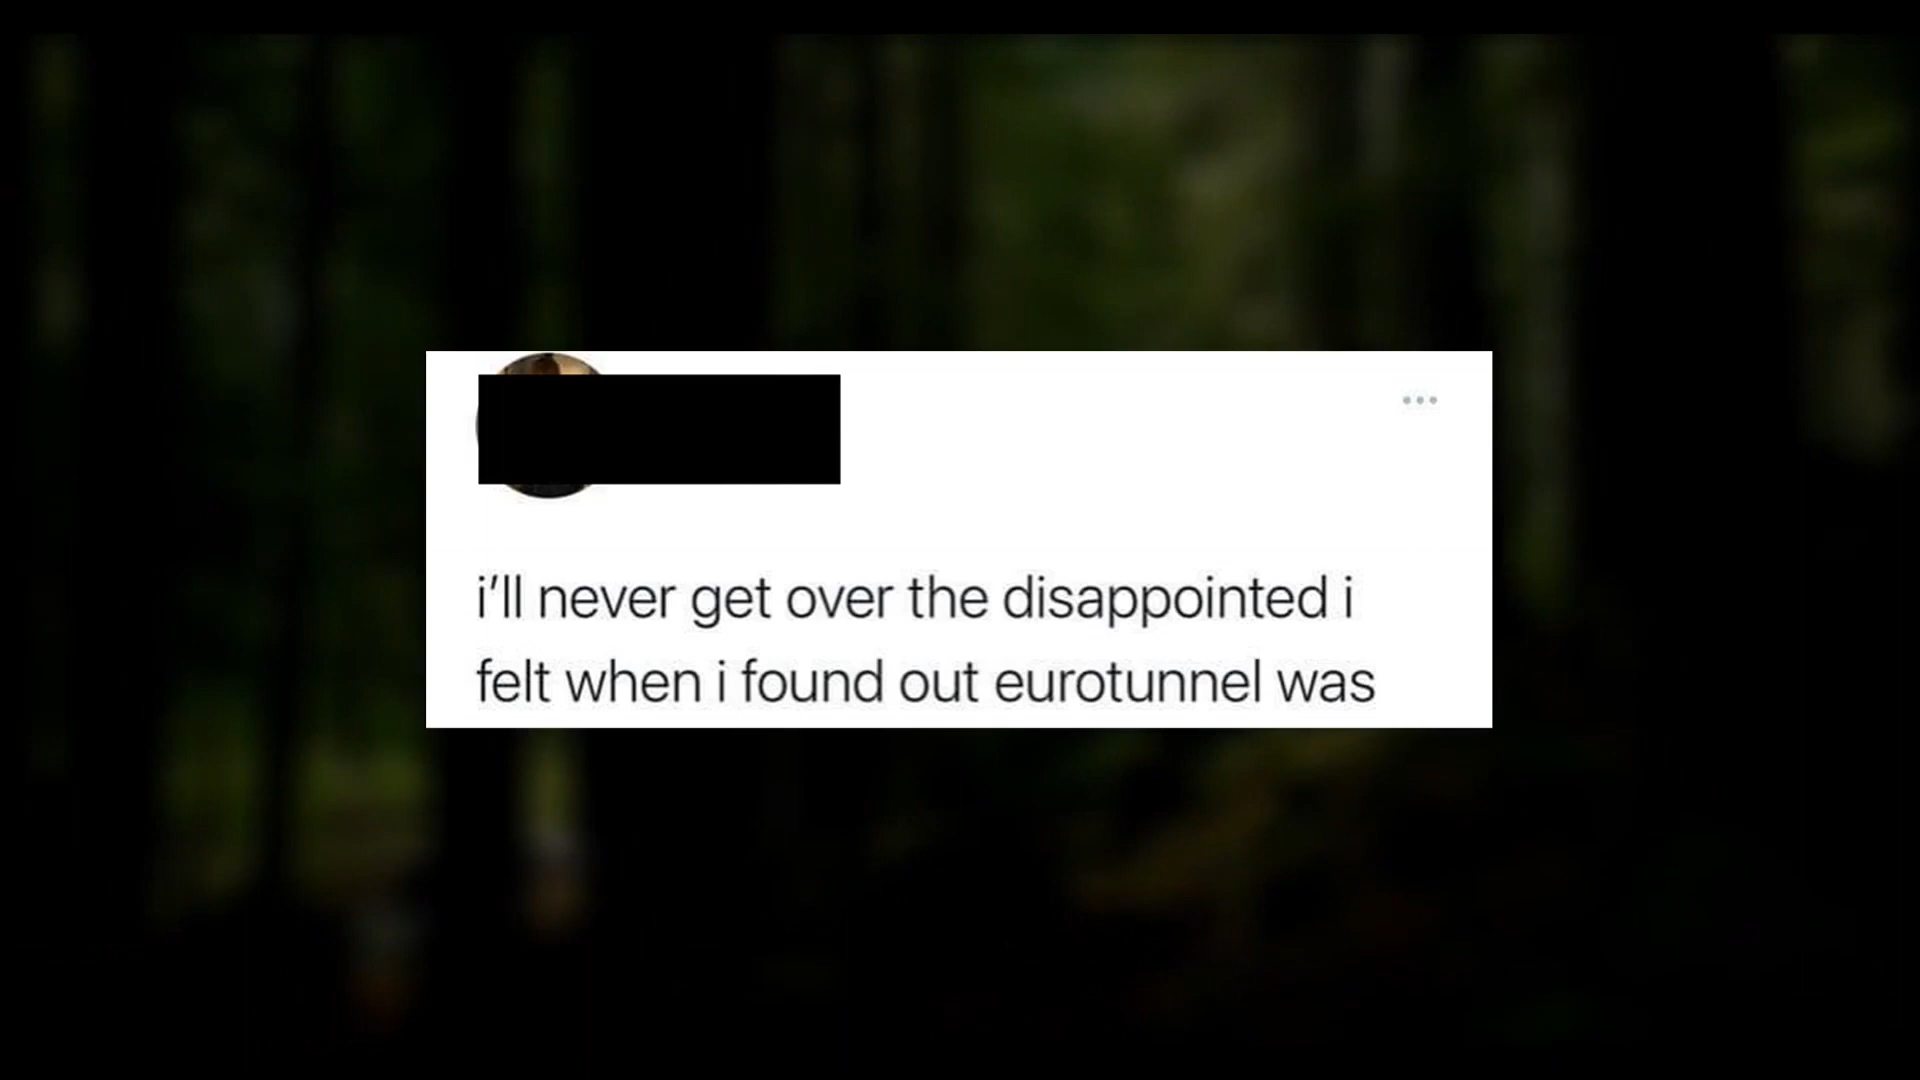 i'll never get over the disappointed i
felt when i found out eurotunnel was